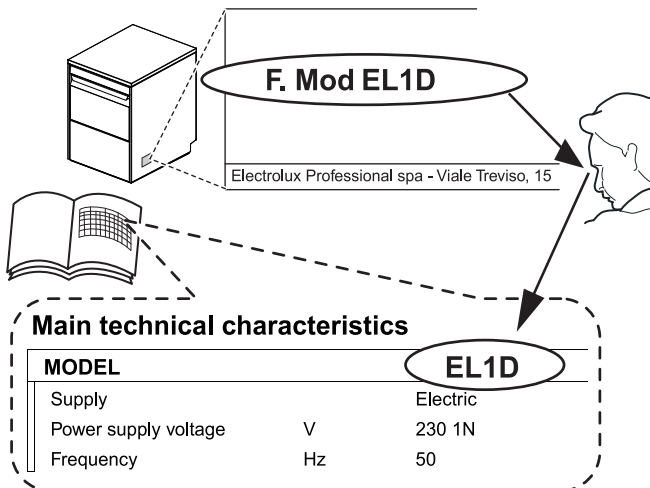 F. Mod EL1D
Electrolux Professional spa - Viale Treviso, 15
Main technical characteristics
MODEL EL1D
Supply Electric
Power supply voltage V 230 1N
Frequency Hz 50